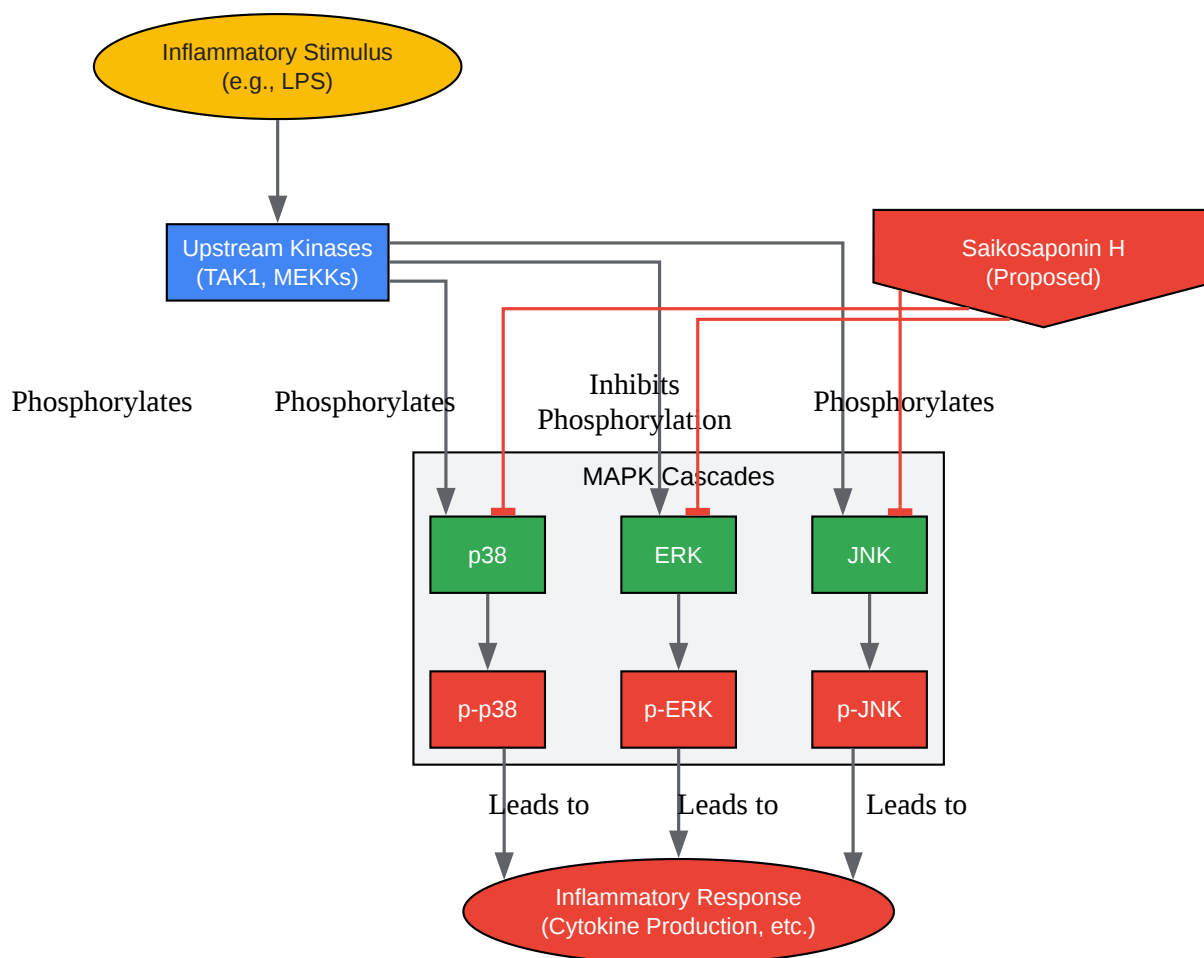 Inflammatory Stimulus
(e.g., LPS)
Upstream Kinases
(TAK1, MEKKs)
Saikosaponin H
(Proposed)
Phosphorylates
Phosphorylates
Inhibits
Phosphorylation
Phosphorylates
MAPK Cascades
p38
ERK
JNK
p-p38
p-ERK
p-JNK
Leads to
Leads to
Leads to
Inflammatory Response
(Cytokine Production, etc.)